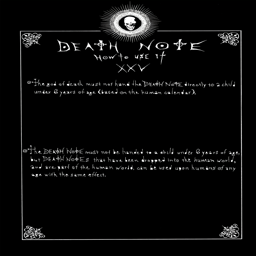 DEATH NOTE
HOW TO USE IT
XXV
The god of death must not hand the DEATH NOTE directly to a child
under 6 years of age (based on the human calendar).
The DEATH NOTE must not be handed to a child under 6 years of age,
but DEATH NOTES that have been dropped into the human world,
and are part of the human world, can be used upon humans of any
age with the same effect.